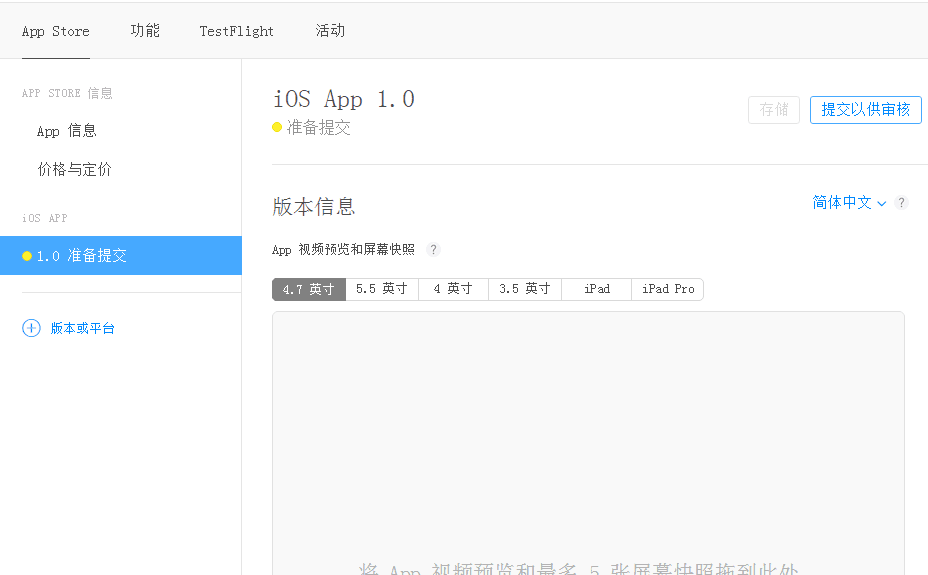 App Store 功能 TestFlight 活动
APP STORE 信息
App 信息
价格与定价
iOS APP
1.0 准备提交
版本或平台
iOS App 1.0
准备提交
存储 提交以供审核
版本信息
简体中文 ?
App 视频预览和屏幕快照 ?
4.7 英寸 5.5 英寸 4 英寸 3.5 英寸 iPad iPad Pro
将 App 视频预览和最多 5 张屏幕快照拖到此处